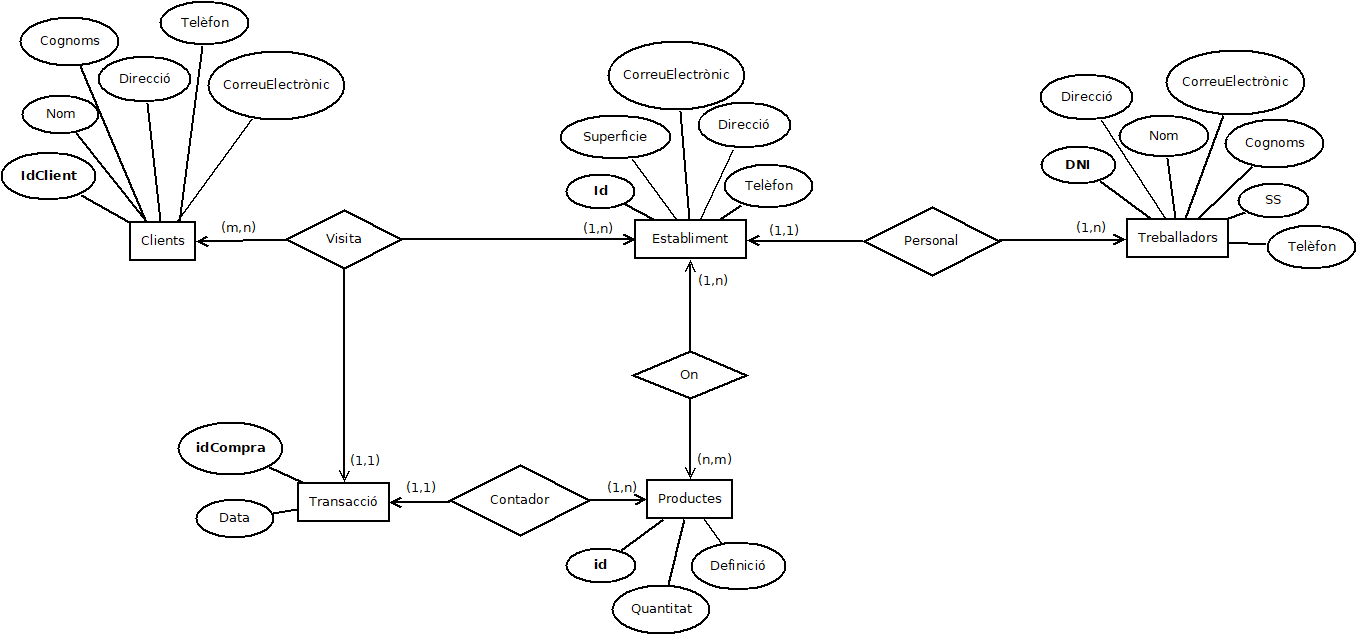 Telèfon
Cognoms
Direcció
CorreuElectrònic
Nom
IdClient
Clients
(m,n)
Visita
(1,n)
CorreuElectrònic
Direcció
Superficie
Id
Telèfon
Establiment
(1,1)
Personal
(1,n)
CorreuElectrònic
Direcció
Nom
Cognoms
DNI
SS
Treballadors
Telèfon
(1,n)
On
(n,m)
idCompra
(1,1)
Transacció
Data
(1,1)
Contador
(1,n)
Productes
id
Definició
Quantitat